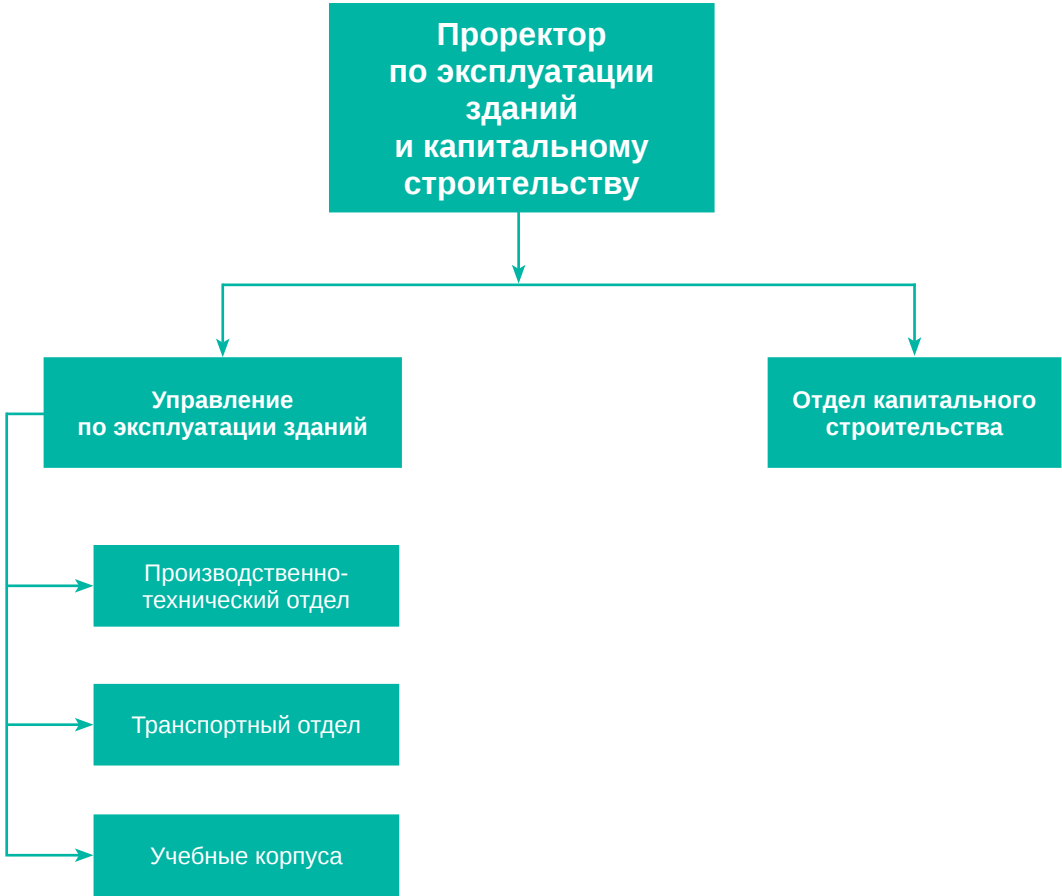 Проректор
по эксплуатации
зданий
и капитальному
строительству
Управление
по эксплуатации зданий
Отдел капитального
строительства
Производственно-
технический отдел
Транспортный отдел
Учебные корпуса